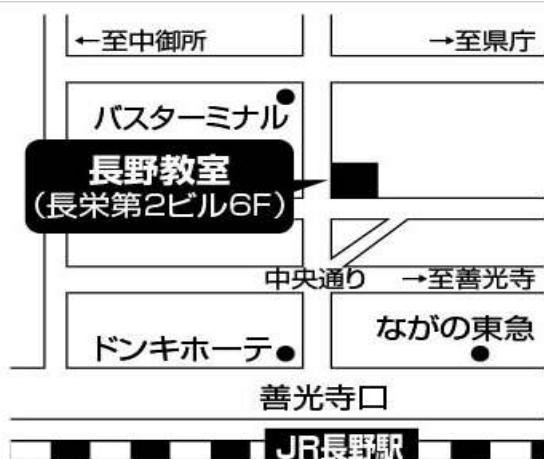 ←至中御所
→至県庁
バスターミナル
長野教室
(長栄第2ビル6F)
中央通り
→至善光寺
ドンキホーテ
ながの東急
善光寺口
JR長野駅